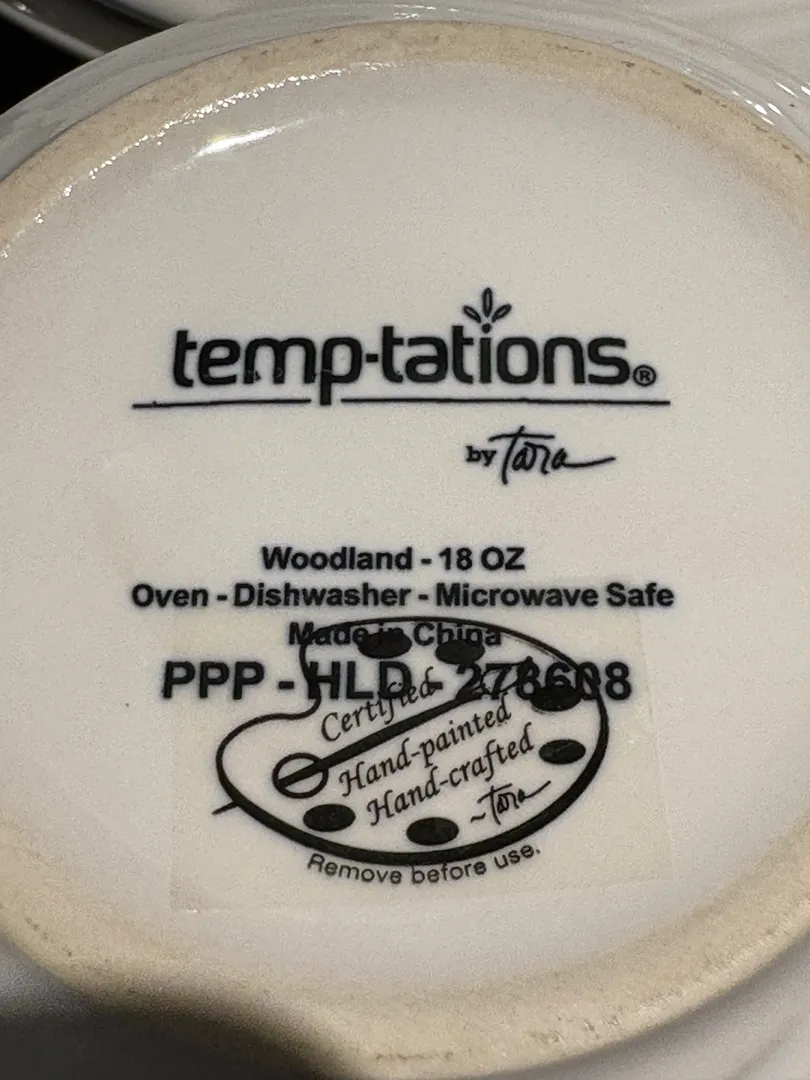 temp-tations®
by Tara
Woodland - 18 OZ
Oven - Dishwasher - Microwave Safe
Made in China
PPP - HLD - 278608
Certified
Hand-painted
Hand-crafted
~Tara
Remove before use.